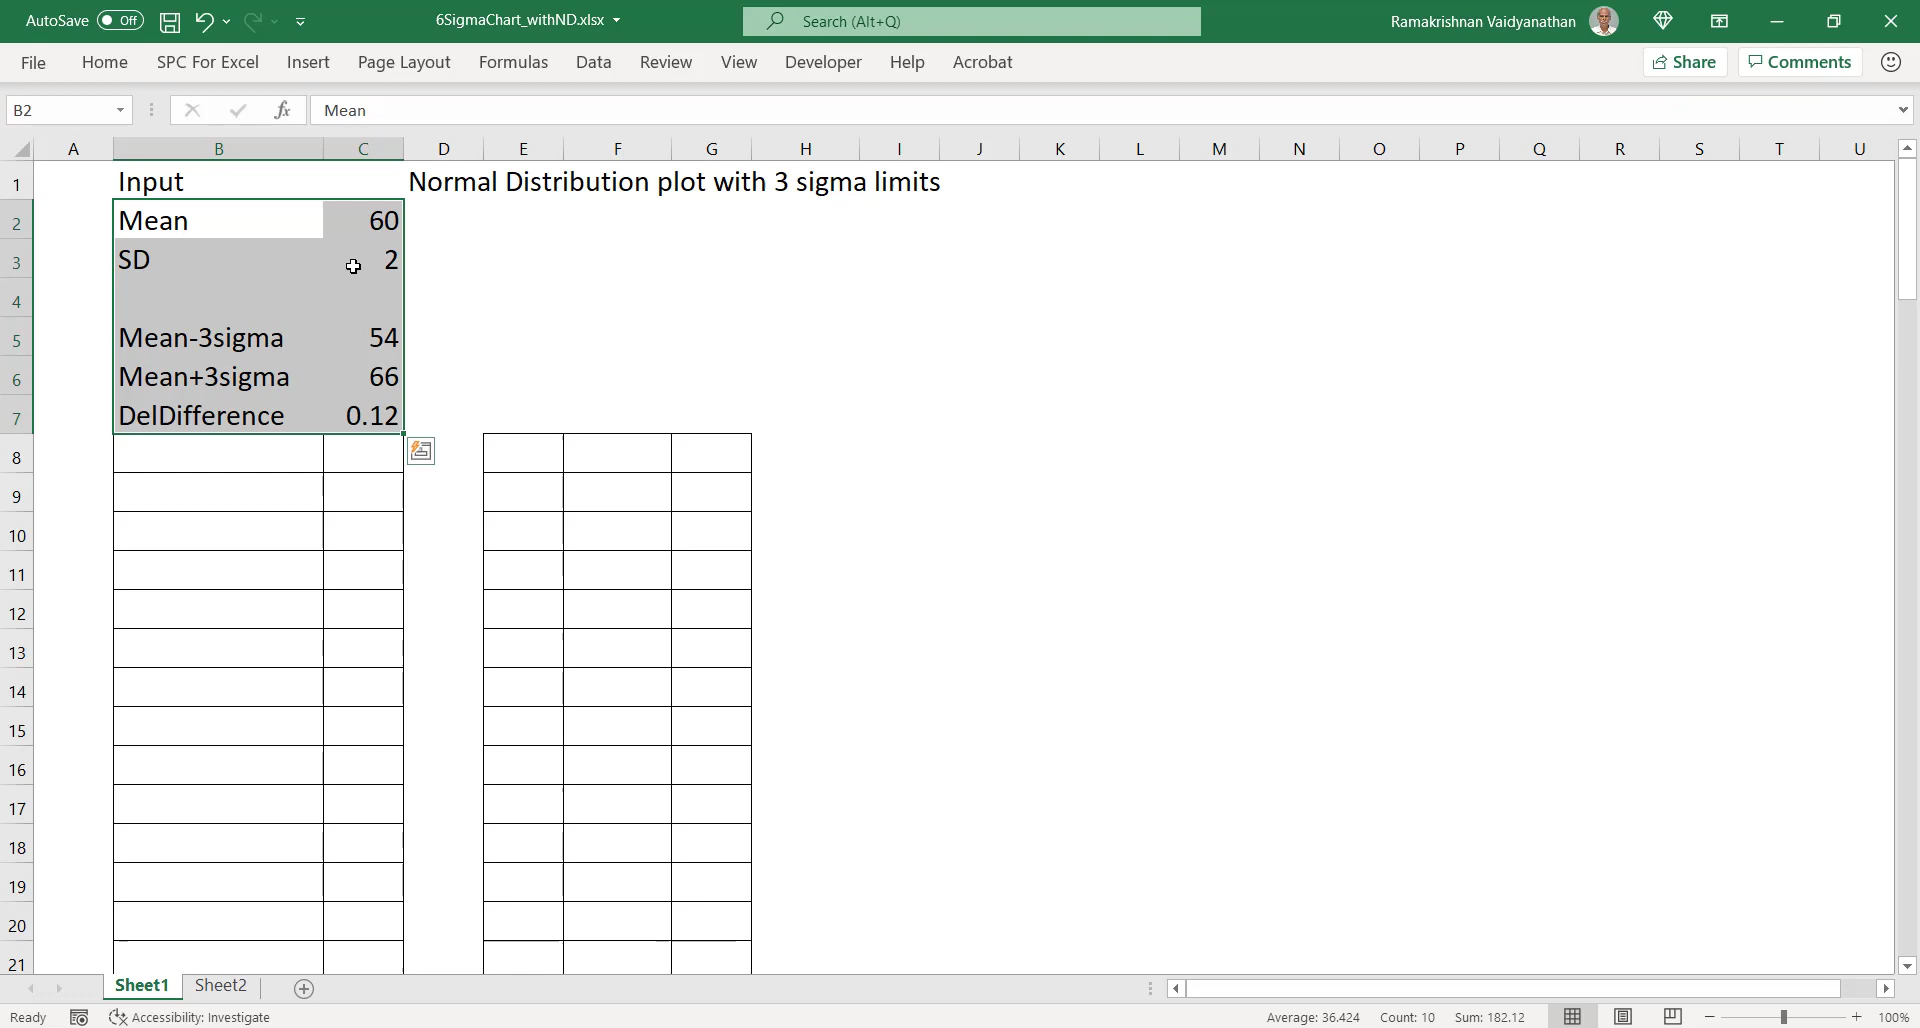 AutoSave Off 6SigmaChart_withND.xlsx Search (Alt+Q) Ramakrishnan Vaidyanathan
File Home SPC For Excel Insert Page Layout Formulas Data Review View Developer Help Acrobat Share Comments
B2 fx Mean
A B C D E F G H I J K L M N O P Q R S T U
1 Input Normal Distribution plot with 3 sigma limits
2 Mean 60
3 SD 2
4
5 Mean-3sigma 54
6 Mean+3sigma 66
7 DelDifference 0.12
8
9
10
11
12
13
14
15
16
17
18
19
20
21
Sheet1 Sheet2
Ready Accessibility: Investigate Average: 36.424 Count: 10 Sum: 182.12 100%